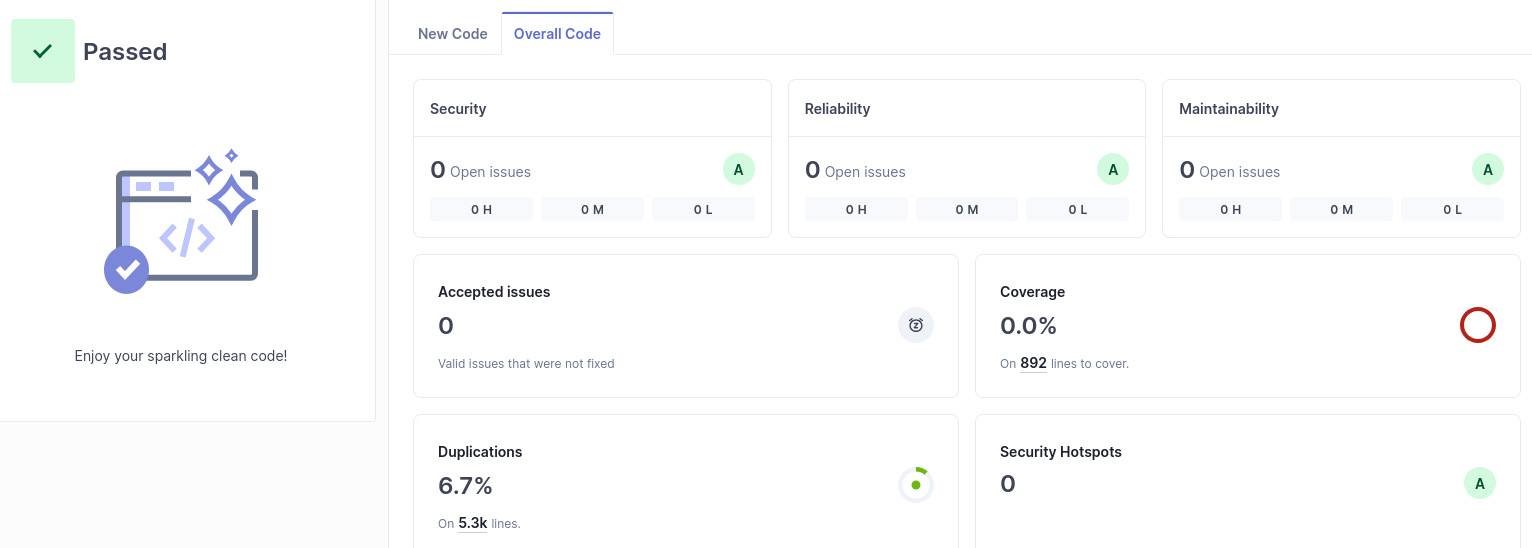 Passed
Enjoy your sparkling clean code!
New Code
Overall Code
Security
0 Open issues
A
0 H
0 M
0 L
Reliability
0 Open issues
A
0 H
0 M
0 L
Maintainability
0 Open issues
A
0 H
0 M
0 L
Accepted issues
0
Valid issues that were not fixed
Coverage
0.0%
On 892 lines to cover.
Duplications
6.7%
On 5.3k lines.
Security Hotspots
0
A